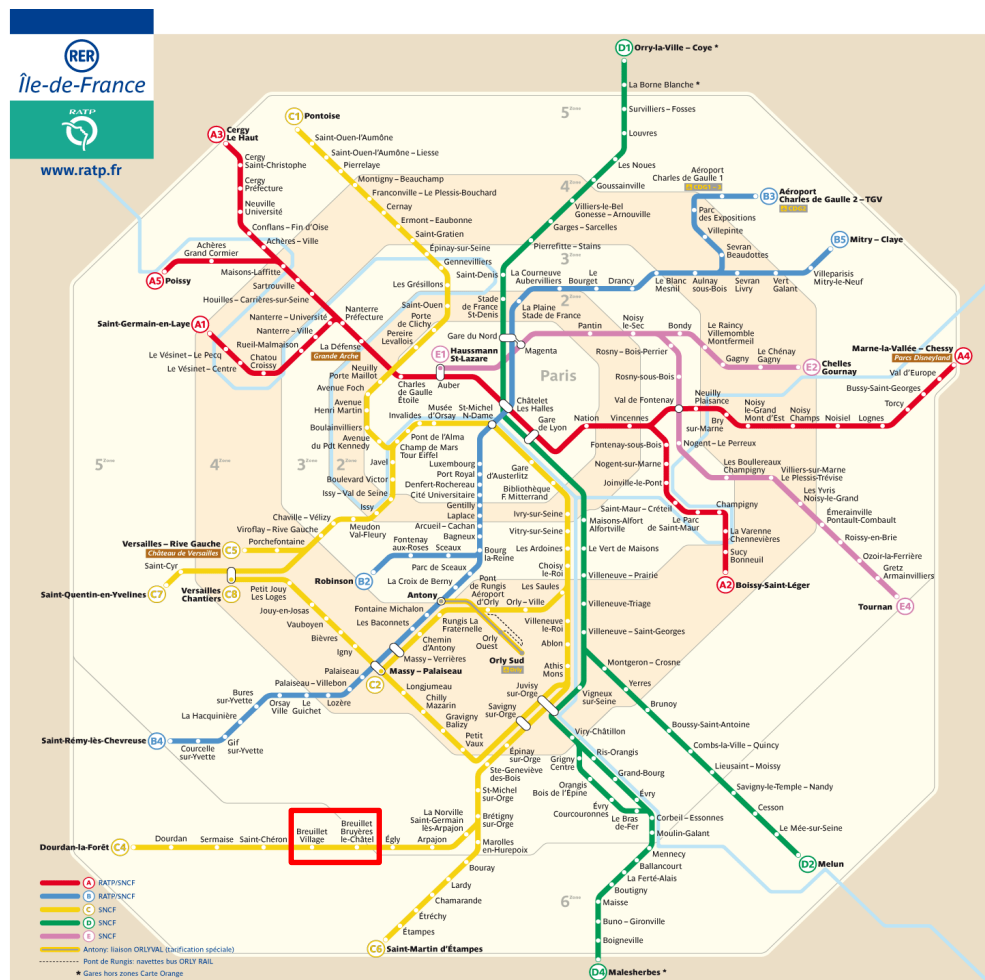 RER
Île-de-France
RATP
www.ratp.fr
D1 Orry-la-Ville – Coye *
La Borne Blanche *
Survilliers – Fosses
Louvres
Les Noues
Goussainville
Villiers-le-Bel
Gonesse – Arnouville
Garges – Sarcelles
Pierrefitte – Stains
Saint-Denis
Stade
de France
St-Denis
5 Zone
4 Zone
3 Zone
2 Zone
C1 Pontoise
Saint-Ouen-l'Aumône
Saint-Ouen-l'Aumône – Liesse
Pierrelaye
Montigny – Beauchamp
Franconville – Le Plessis-Bouchard
Cernay
Ermont – Eaubonne
Saint-Gratien
Épinay-sur-Seine
Gennevilliers
Les Grésillons
Saint-Ouen
Porte
de Clichy
Pereire
Levallois
Neuilly
Porte Maillot
Avenue Foch
Avenue
Henri Martin
Boulainvilliers
Avenue
du Pdt Kennedy
A3 Cergy
Le Haut
Cergy
Saint-Christophe
Cergy
Préfecture
Neuville
Université
Conflans – Fin d'Oise
Achères – Ville
Achères
Grand Cormier
A5 Poissy
Maisons-Laffitte
Sartrouville
Houilles – Carrières-sur-Seine
Saint-Germain-en-Laye A1
Nanterre – Université
Nanterre
Préfecture
Nanterre – Ville
Rueil-Malmaison
Le Vésinet – Le Pecq
Chatou
Croissy
Le Vésinet – Centre
La Défense
Grande Arche
Aéroport
Charles de Gaulle 1
CDG1 - 3
B3 Aéroport
Charles de Gaulle 2 – TGV
CDG2
Parc
des Expositions
Villepinte
Sevran
Beaudottes
B5 Mitry – Claye
Villeparisis
Mitry-le-Neuf
Vert
Galant
Sevran
Livry
Aulnay
sous-Bois
Le Blanc
Mesnil
Drancy
Le
Bourget
La Courneuve
Aubervilliers
La Plaine
Stade de France
Gare du Nord
Magenta
E1 Haussmann
St-Lazare
Auber
Charles
de Gaulle
Étoile
Pantin
Noisy
le-Sec
Bondy
Rosny – Bois-Perrier
Rosny-sous-Bois
Val de Fontenay
Le Raincy
Villemomble
Montfermeil
Gagny
Le Chénay
Gagny
E2 Chelles
Gournay
Marne-la-Vallée – Chessy A4
Parcs Disneyland
Val d'Europe
Bussy-Saint-Georges
Torcy
Lognes
Noisiel
Noisy
Champs
Noisy
le-Grand
Mont d'Est
Bry
sur-Marne
Neuilly
Plaisance
Paris
Châtelet
Les Halles
Gare
de Lyon
Nation
Vincennes
Fontenay-sous-Bois
Nogent-sur-Marne
Joinville-le-Pont
Saint-Maur – Créteil
Le Parc
de Saint-Maur
Champigny
La Varenne
Chennevières
Sucy
Bonneuil
A2 Boissy-Saint-Léger
Nogent – Le Perreux
Les Boullereaux
Champigny
Villiers-sur-Marne
Le Plessis-Trévise
Les Yvris
Noisy-le-Grand
Émerainville
Pontault-Combault
Roissy-en-Brie
Ozoir-la-Ferrière
Gretz
Armainvilliers
Tournan E4
Invalides
Musée
d'Orsay
St-Michel
N-Dame
Pont de l'Alma
Champ de Mars
Tour Eiffel
Javel
Boulevard Victor
Issy – Val de Seine
Issy
Meudon
Val-Fleury
Chaville – Vélizy
Viroflay – Rive Gauche
Porchefontaine
Versailles – Rive Gauche C5
Château de Versailles
Saint-Cyr
Saint-Quentin-en-Yvelines C7
Versailles
Chantiers C8
5 Zone
4 Zone
3 Zone
2 Zone
Luxembourg
Port Royal
Denfert-Rochereau
Cité Universitaire
Gentilly
Laplace
Arcueil – Cachan
Bagneux
Bourg
la-Reine
Sceaux
Fontenay
aux-Roses
Robinson B2
Parc de Sceaux
La Croix de Berny
Antony
Fontaine Michalon
Les Baconnets
Massy – Verrières
Massy – Palaiseau
C2
Palaiseau
Palaiseau – Villebon
Lozère
Le
Guichet
Orsay
Ville
Bures
sur-Yvette
La Hacquinière
Gif
sur-Yvette
Courcelle
sur-Yvette
Saint-Rémy-lès-Chevreuse B4
Gare
d'Austerlitz
Bibliothèque
F. Mitterrand
Ivry-sur-Seine
Vitry-sur-Seine
Les Ardoines
Choisy
le-Roi
Les Saules
Orly – Ville
Pont
de Rungis
Aéroport
d'Orly
Rungis La
Fraternelle
Chemin
d'Antony
Orly
Ouest
Orly Sud
Orly
Villeneuve
le-Roi
Ablon
Athis
Mons
Juvisy
sur-Orge
Savigny
sur-Orge
Petit Jouy
Les Loges
Jouy-en-Josas
Vauboyen
Bièvres
Igny
Longjumeau
Chilly
Mazarin
Gravigny
Balizy
Petit
Vaux
Épinay
sur-Orge
Ste-Geneviève
des-Bois
St-Michel
sur-Orge
Brétigny
sur-Orge
La Norville
Saint-Germain
lès-Arpajon
Arpajon
Égly
Breuillet
Bruyères
le-Châtel
Breuillet
Village
Saint-Chéron
Sermaise
Dourdan
Dourdan-la-Forêt C4
Marolles
en-Hurepoix
Bouray
Lardy
Chamarande
Étréchy
Étampes
C6 Saint-Martin d'Étampes
Maisons-Alfort
Alfortville
Le Vert de Maisons
Villeneuve – Prairie
Villeneuve-Triage
Villeneuve – Saint-Georges
Montgeron – Crosne
Yerres
Brunoy
Boussy-Saint-Antoine
Combs-la-Ville – Quincy
Lieusaint – Moissy
Savigny-le-Temple – Nandy
Cesson
Le Mée-sur-Seine
D2 Melun
Vigneux
sur-Seine
Viry-Châtillon
Ris-Orangis
Grigny
Centre
Grand-Bourg
Orangis
Bois de l'Épine
Évry
Évry
Courcouronnes
Le Bras
de-Fer
Corbeil – Essonnes
Moulin-Galant
Mennecy
Ballancourt
La Ferté-Alais
Boutigny
Maisse
Buno – Gironville
Boigneville
D4 Malesherbes *
6 Zone
A RATP/SNCF
B RATP/SNCF
C SNCF
D SNCF
E SNCF
Antony: liaison ORLYVAL (tarification spéciale)
Pont de Rungis: navettes bus ORLY RAIL
* Gares hors zones Carte Orange